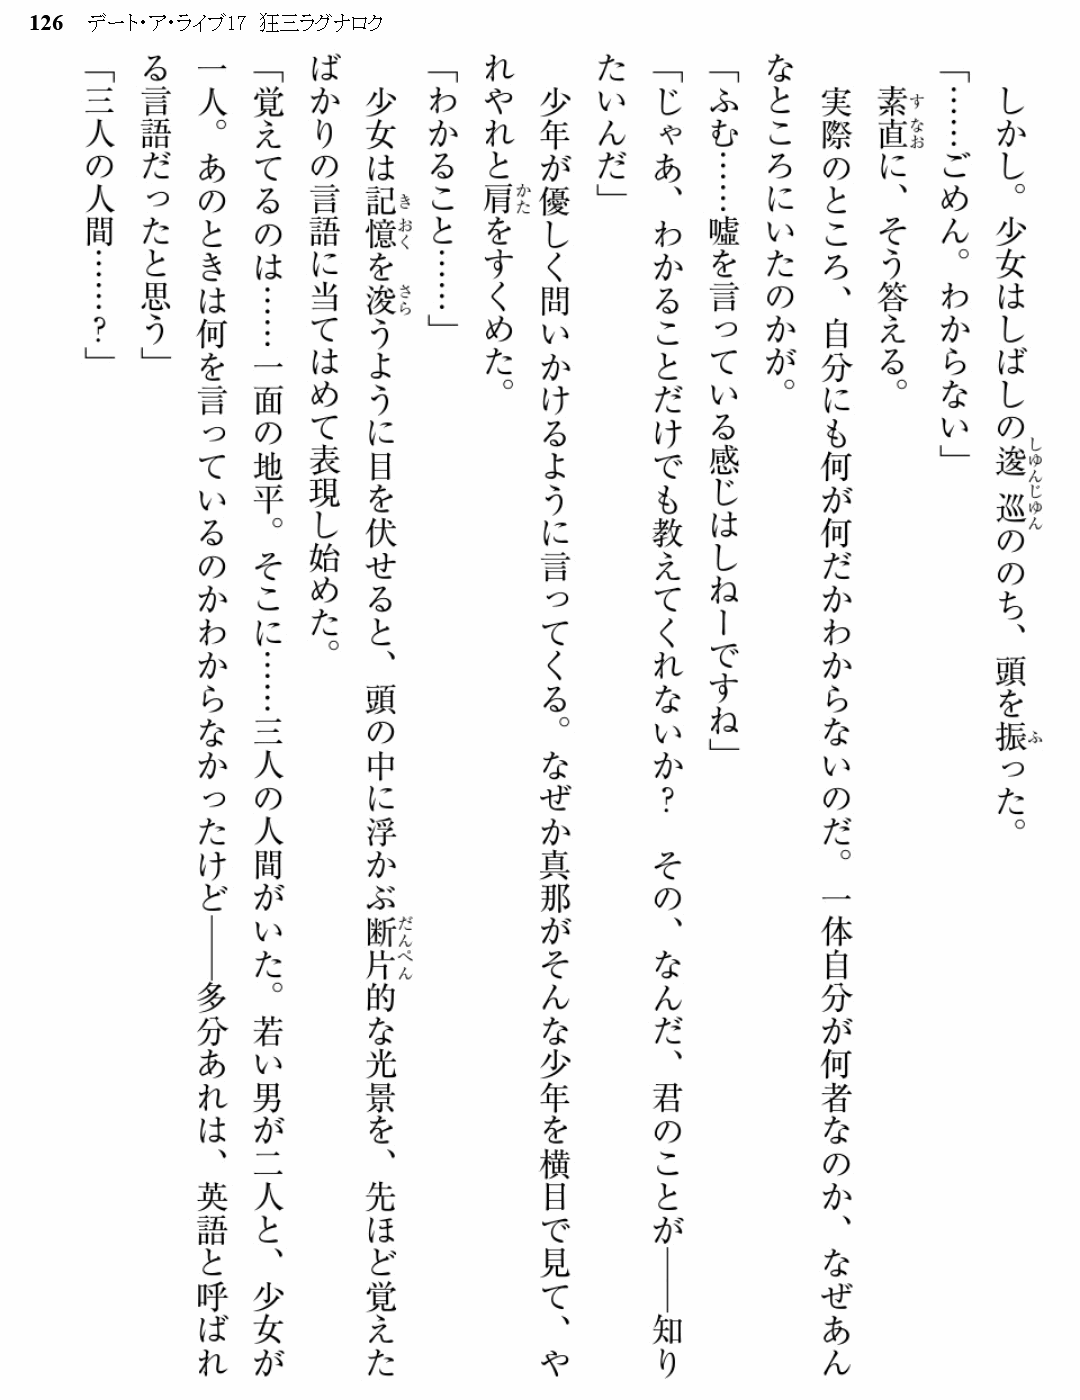 126 デート・ア・ライブ17 狂三ラグナロク
しかし。少女はしばしの逡巡ののち、頭を振った。
「……ごめん。わからない」
素直に、そう答える。
実際のところ、自分にも何が何だかわからないのだ。一体自分が何者なのか、なぜあん
なところにいたのかが。
「ふむ……嘘を言っている感じはしねーですね」
「じゃあ、わかることだけでも教えてくれないか? その、なんだ、君のことが――知り
たいんだ」
少年が優しく問いかけるように言ってくる。なぜか真那がそんな少年を横目で見て、や
れやれと肩をすくめた。
「わかること……」
少女は記憶を浚うように目を伏せると、頭の中に浮かぶ断片的な光景を、先ほど覚えた
ばかりの言語に当てはめて表現し始めた。
「覚えてるのは……一面の地平。そこに……三人の人間がいた。若い男が二人と、少女が
一人。あのときは何を言っているのかわからなかったけど――多分あれは、英語と呼ばれ
る言語だったと思う」
「三人の人間……?」